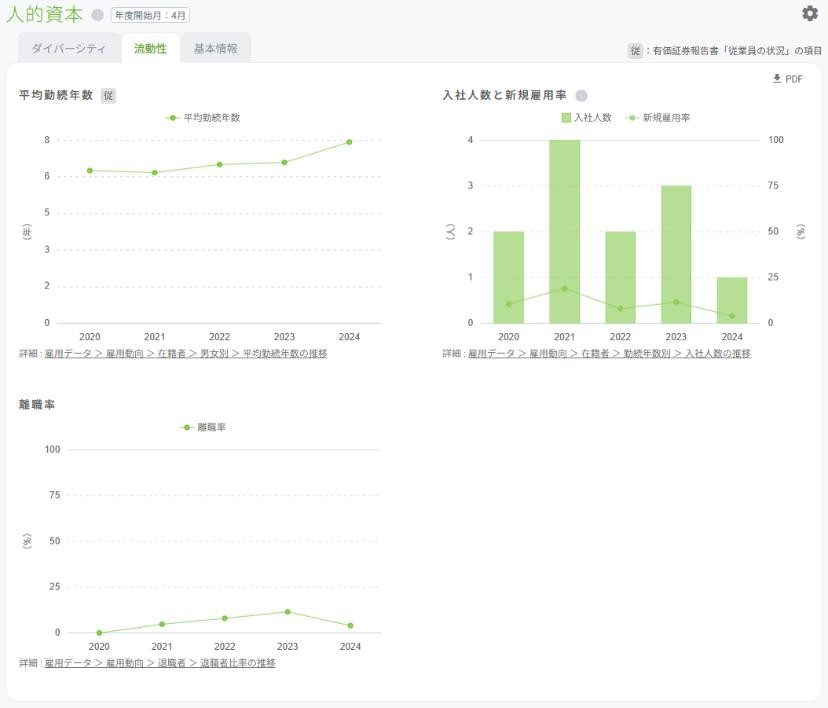 人的資本 年度開始月：4月
ダイバーシティ 流動性 基本情報
従 ：有価証券報告書「従業員の状況」の項目
PDF
平均勤続年数 従
平均勤続年数
8
6
5
3
2
0
(年)
2020 2021 2022 2023 2024
詳細 : 雇用データ ＞ 雇用動向 ＞ 在籍者 ＞ 男女別 ＞ 平均勤続年数の推移
入社人数と新規雇用率
入社人数 新規雇用率
4 100
3 75
2 50
1 25
0 0
(人) (%)
2020 2021 2022 2023 2024
詳細 : 雇用データ ＞ 雇用動向 ＞ 在籍者 ＞ 勤続年数別 ＞ 入社人数の推移
離職率
離職率
100
75
50
25
0
(%)
2020 2021 2022 2023 2024
詳細 : 雇用データ ＞ 雇用動向 ＞ 退職者 ＞ 退職者比率の推移